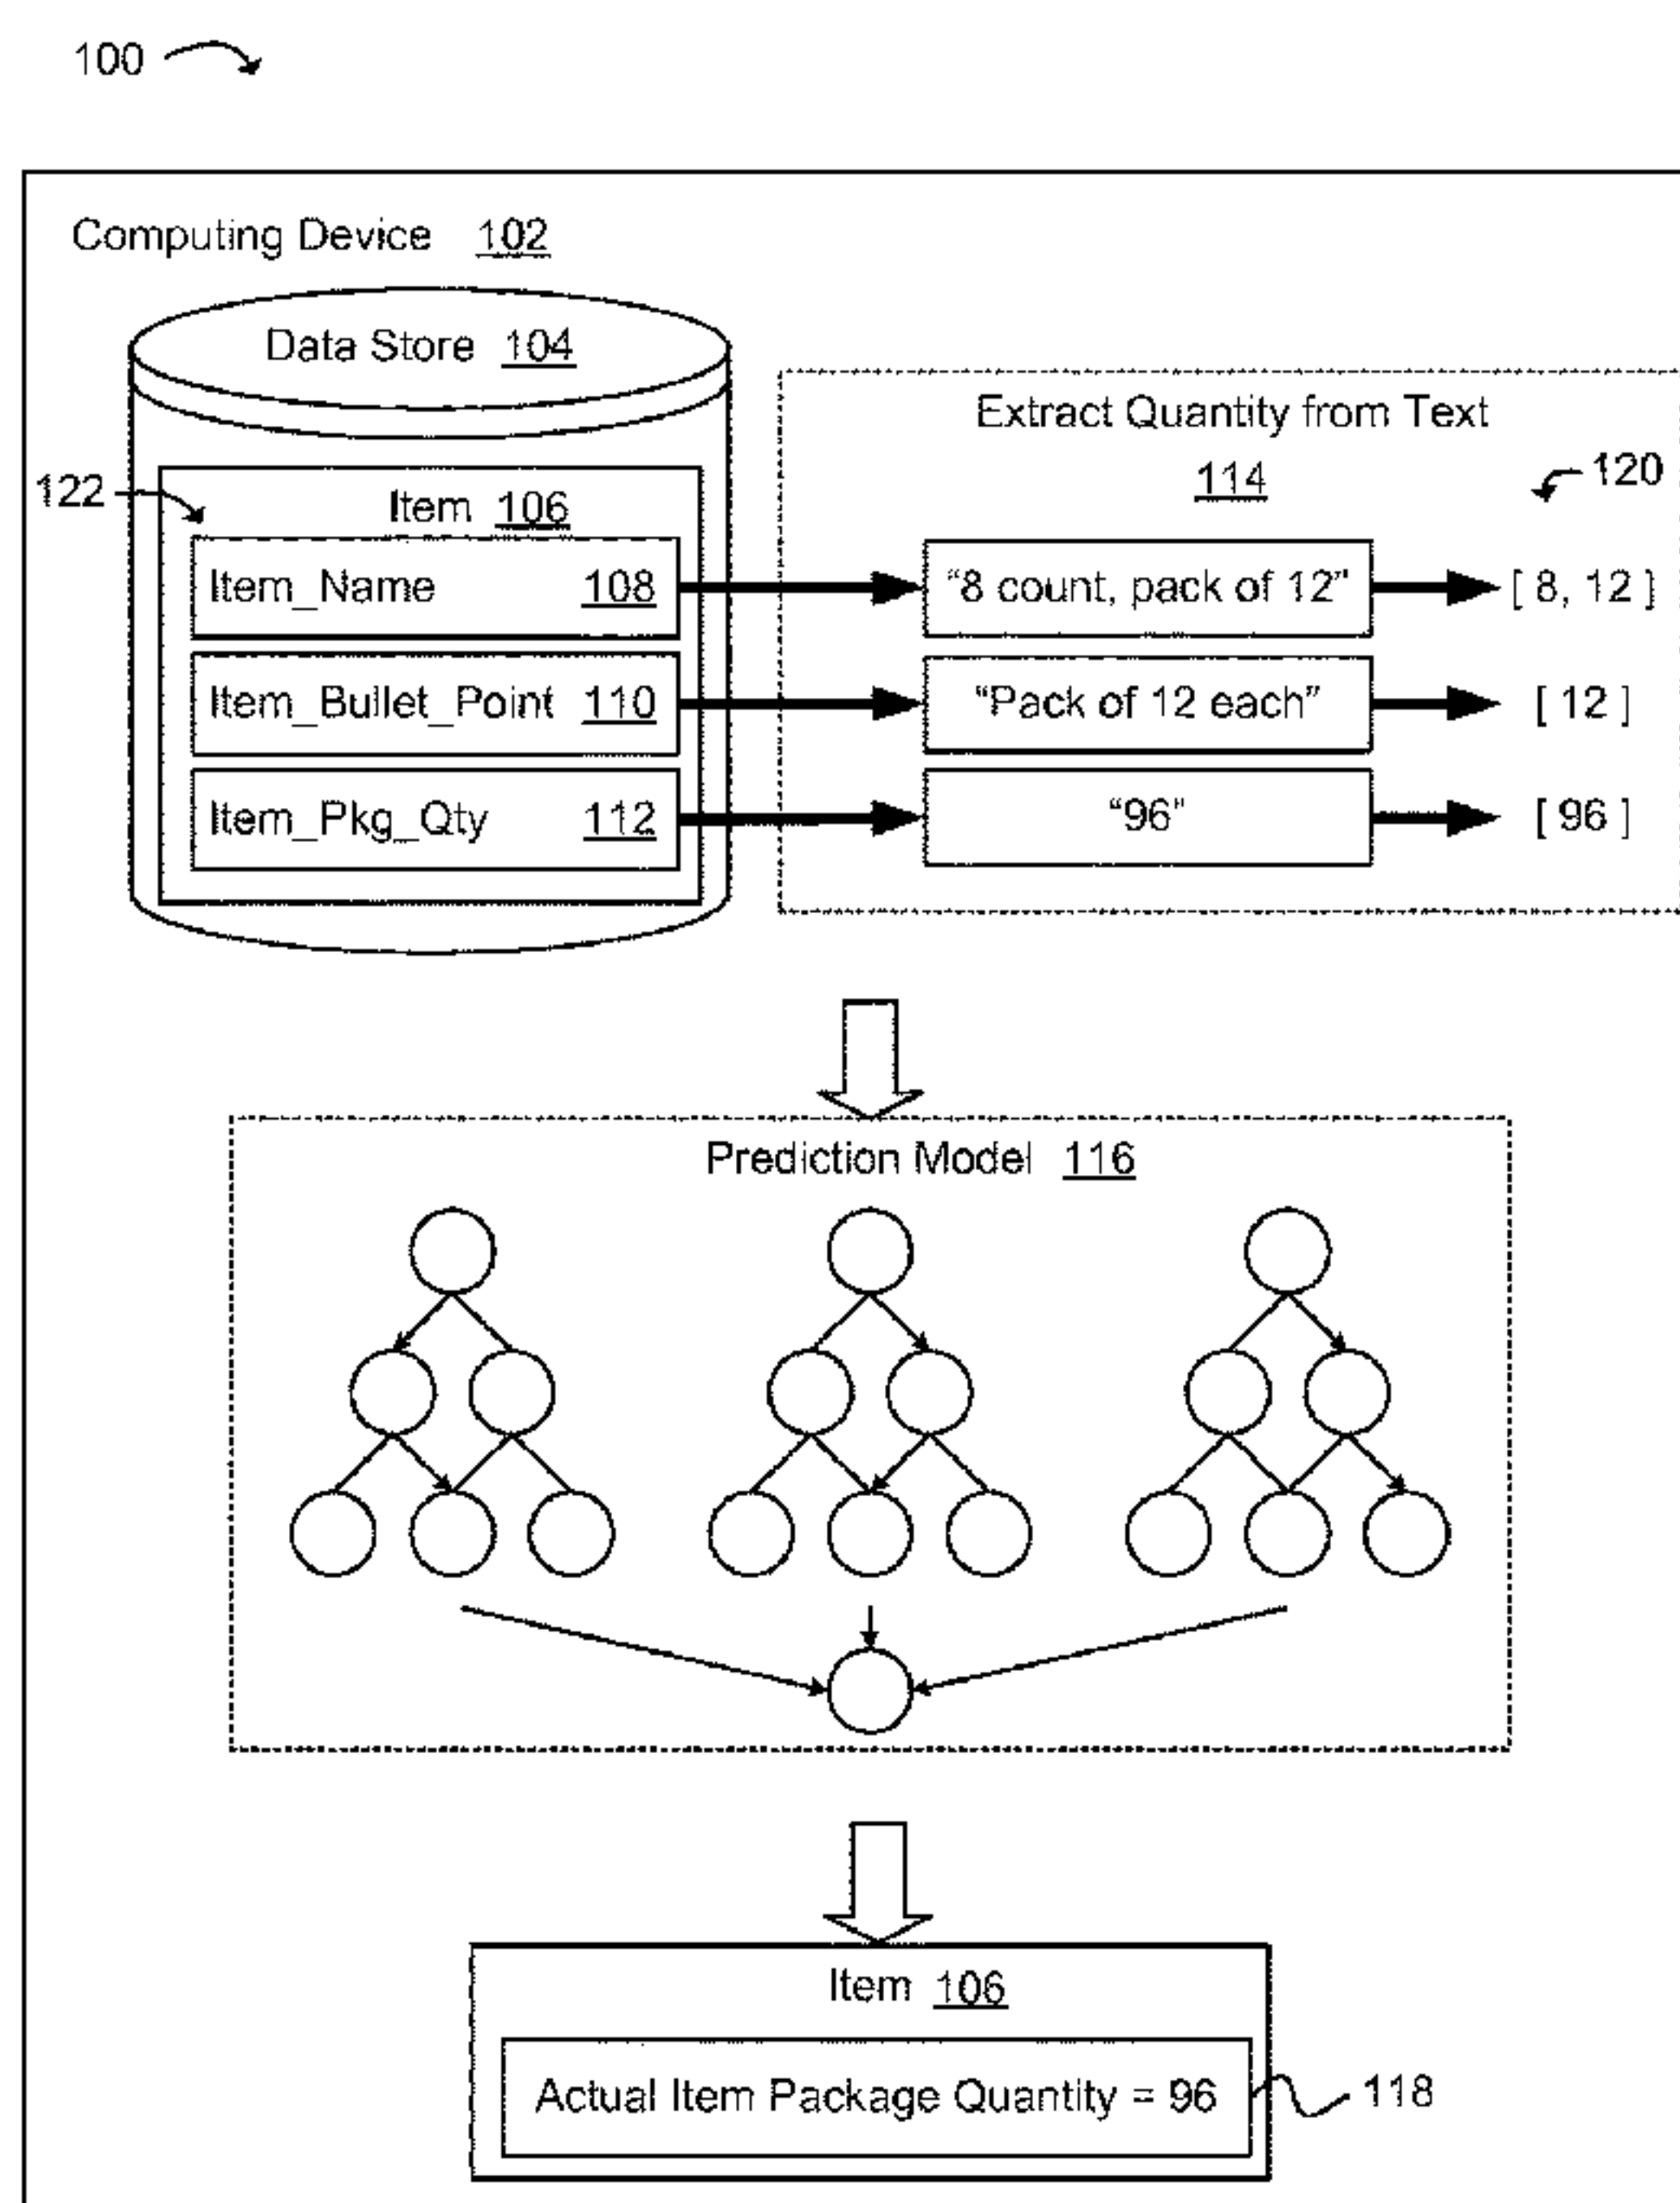 100
Computing Device 102
Data Store 104
Extract Quantity from Text
114
120
122
Item 106
Item_Name 108
"8 count, pack of 12"
[ 8, 12 ]
Item_Bullet_Point 110
"Pack of 12 each"
[ 12 ]
Item_Pkg_Qty 112
"96"
[ 96 ]
Prediction Model 116
Item 106
Actual Item Package Quantity = 96
118